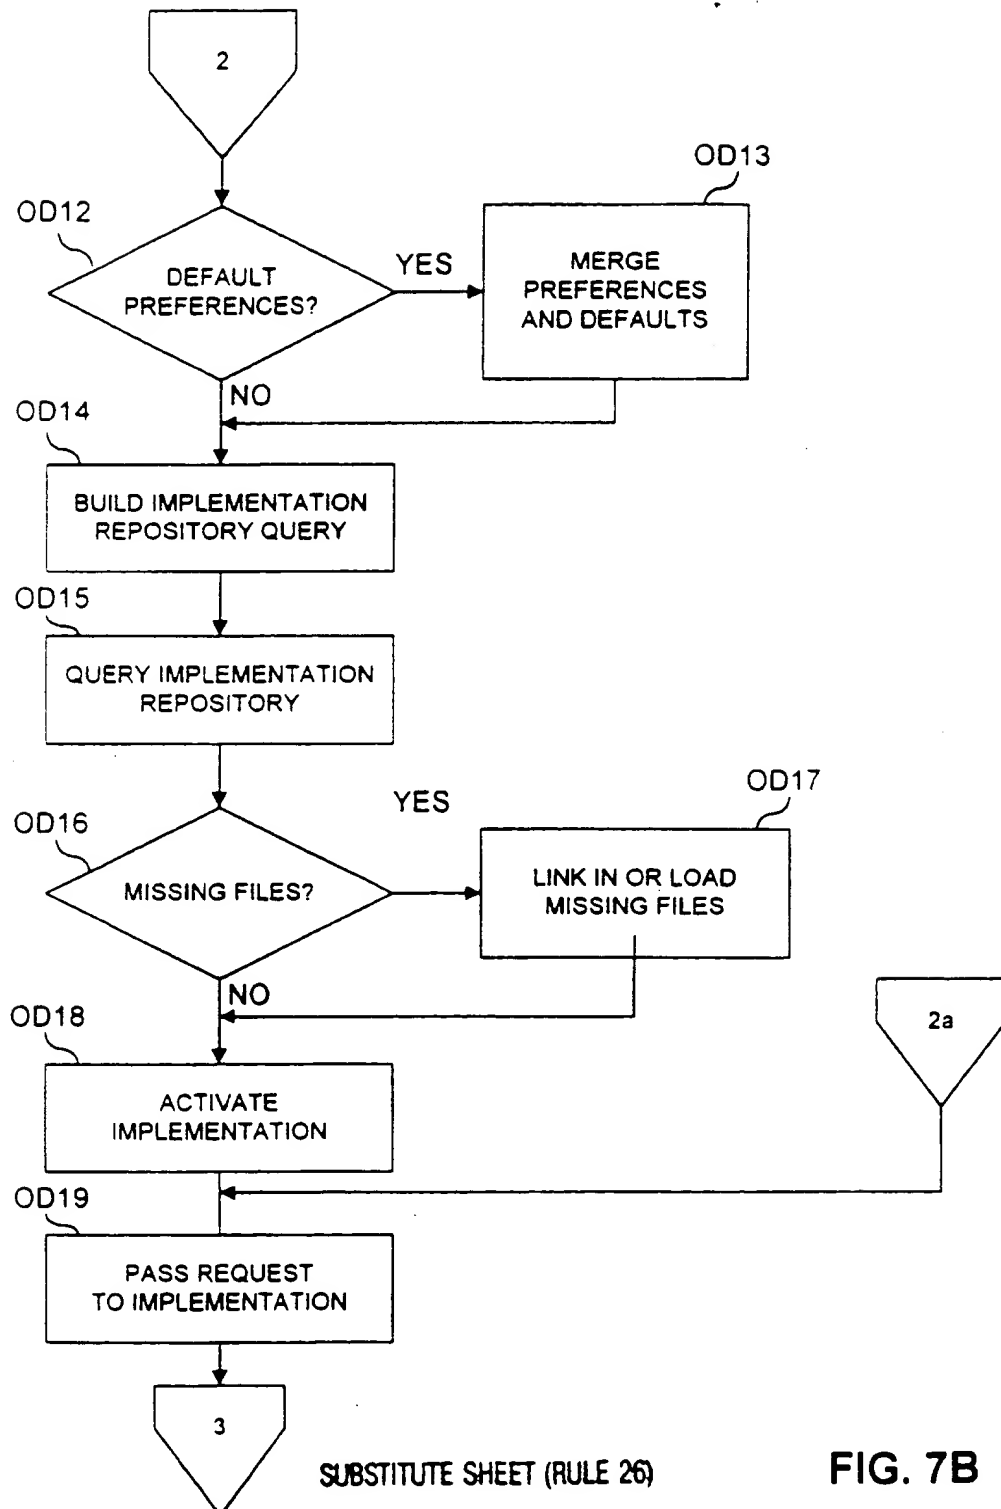 2
OD12
DEFAULT
PREFERENCES?
YES
OD13
MERGE
PREFERENCES
AND DEFAULTS
NO
OD14
BUILD IMPLEMENTATION
REPOSITORY QUERY
OD15
QUERY IMPLEMENTATION
REPOSITORY
OD16
MISSING FILES?
YES
OD17
LINK IN OR LOAD
MISSING FILES
NO
OD18
ACTIVATE
IMPLEMENTATION
2a
OD19
PASS REQUEST
TO IMPLEMENTATION
3
SUBSTITUTE SHEET (RULE 26)
FIG. 7B